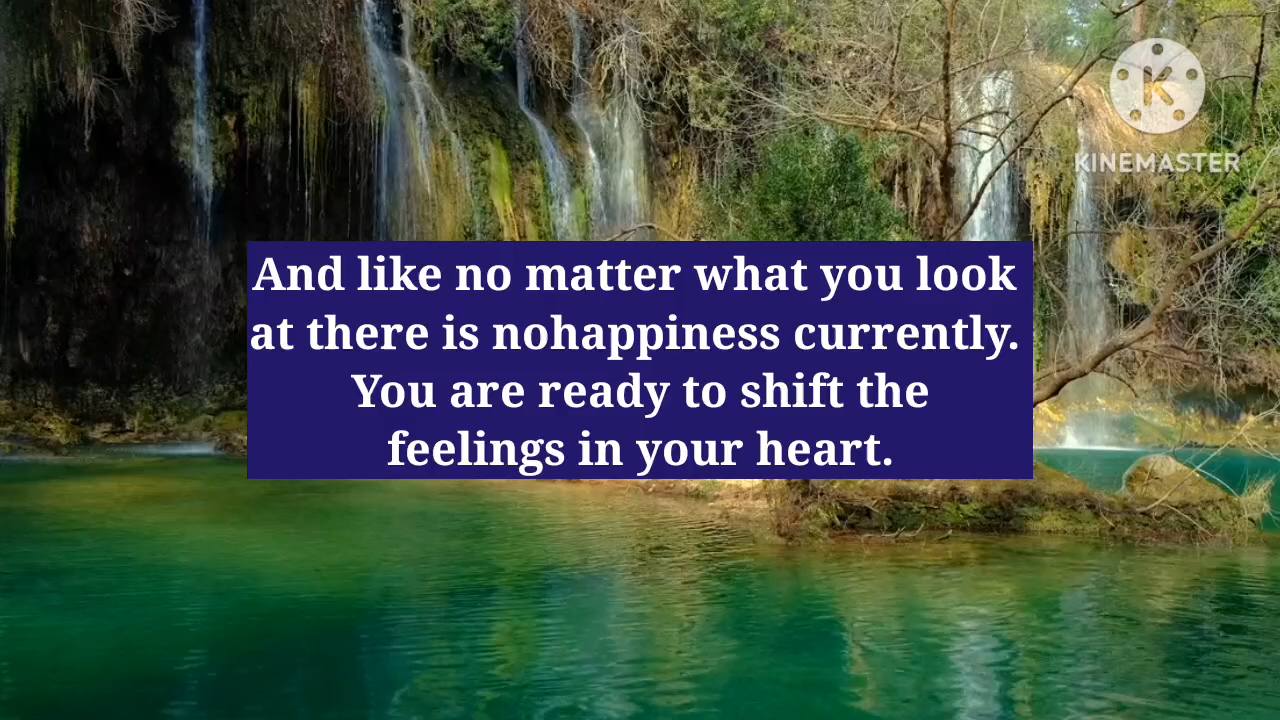 K
KINEMASTER
And like no matter what you look
at there is nohappiness currently.
You are ready to shift the
feelings in your heart.